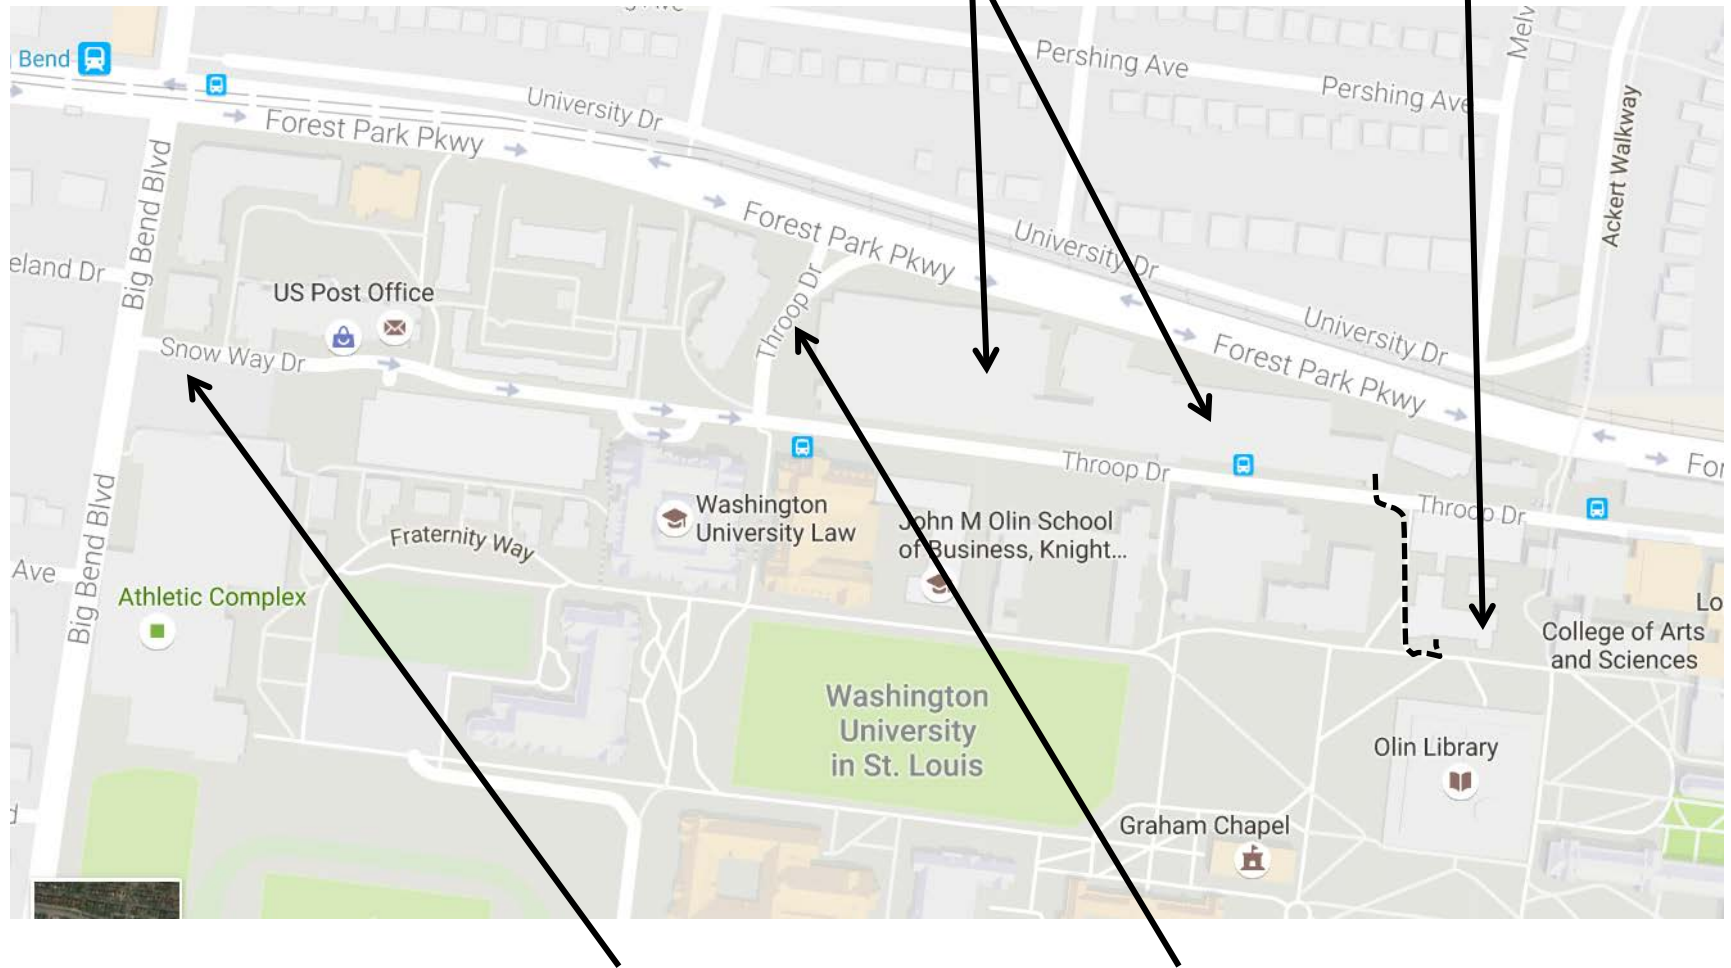 Bend
University Dr
Forest Park Pkwy
Pershing Ave
Pershing Ave
Melv
Ackert Walkway
Big Bend Blvd
Forest Park Pkwy
University Dr
eland Dr
US Post Office
Throop Dr
University Dr
Snow Way Dr
Forest Park Pkwy
Throop Dr
For
Washington
University Law
John M Olin School
of Business, Knight...
Throop Dr
Fraternity Way
Big Bend Blvd
Ave
Athletic Complex
Lo
College of Arts
and Sciences
Washington
University
in St. Louis
Olin Library
Graham Chapel